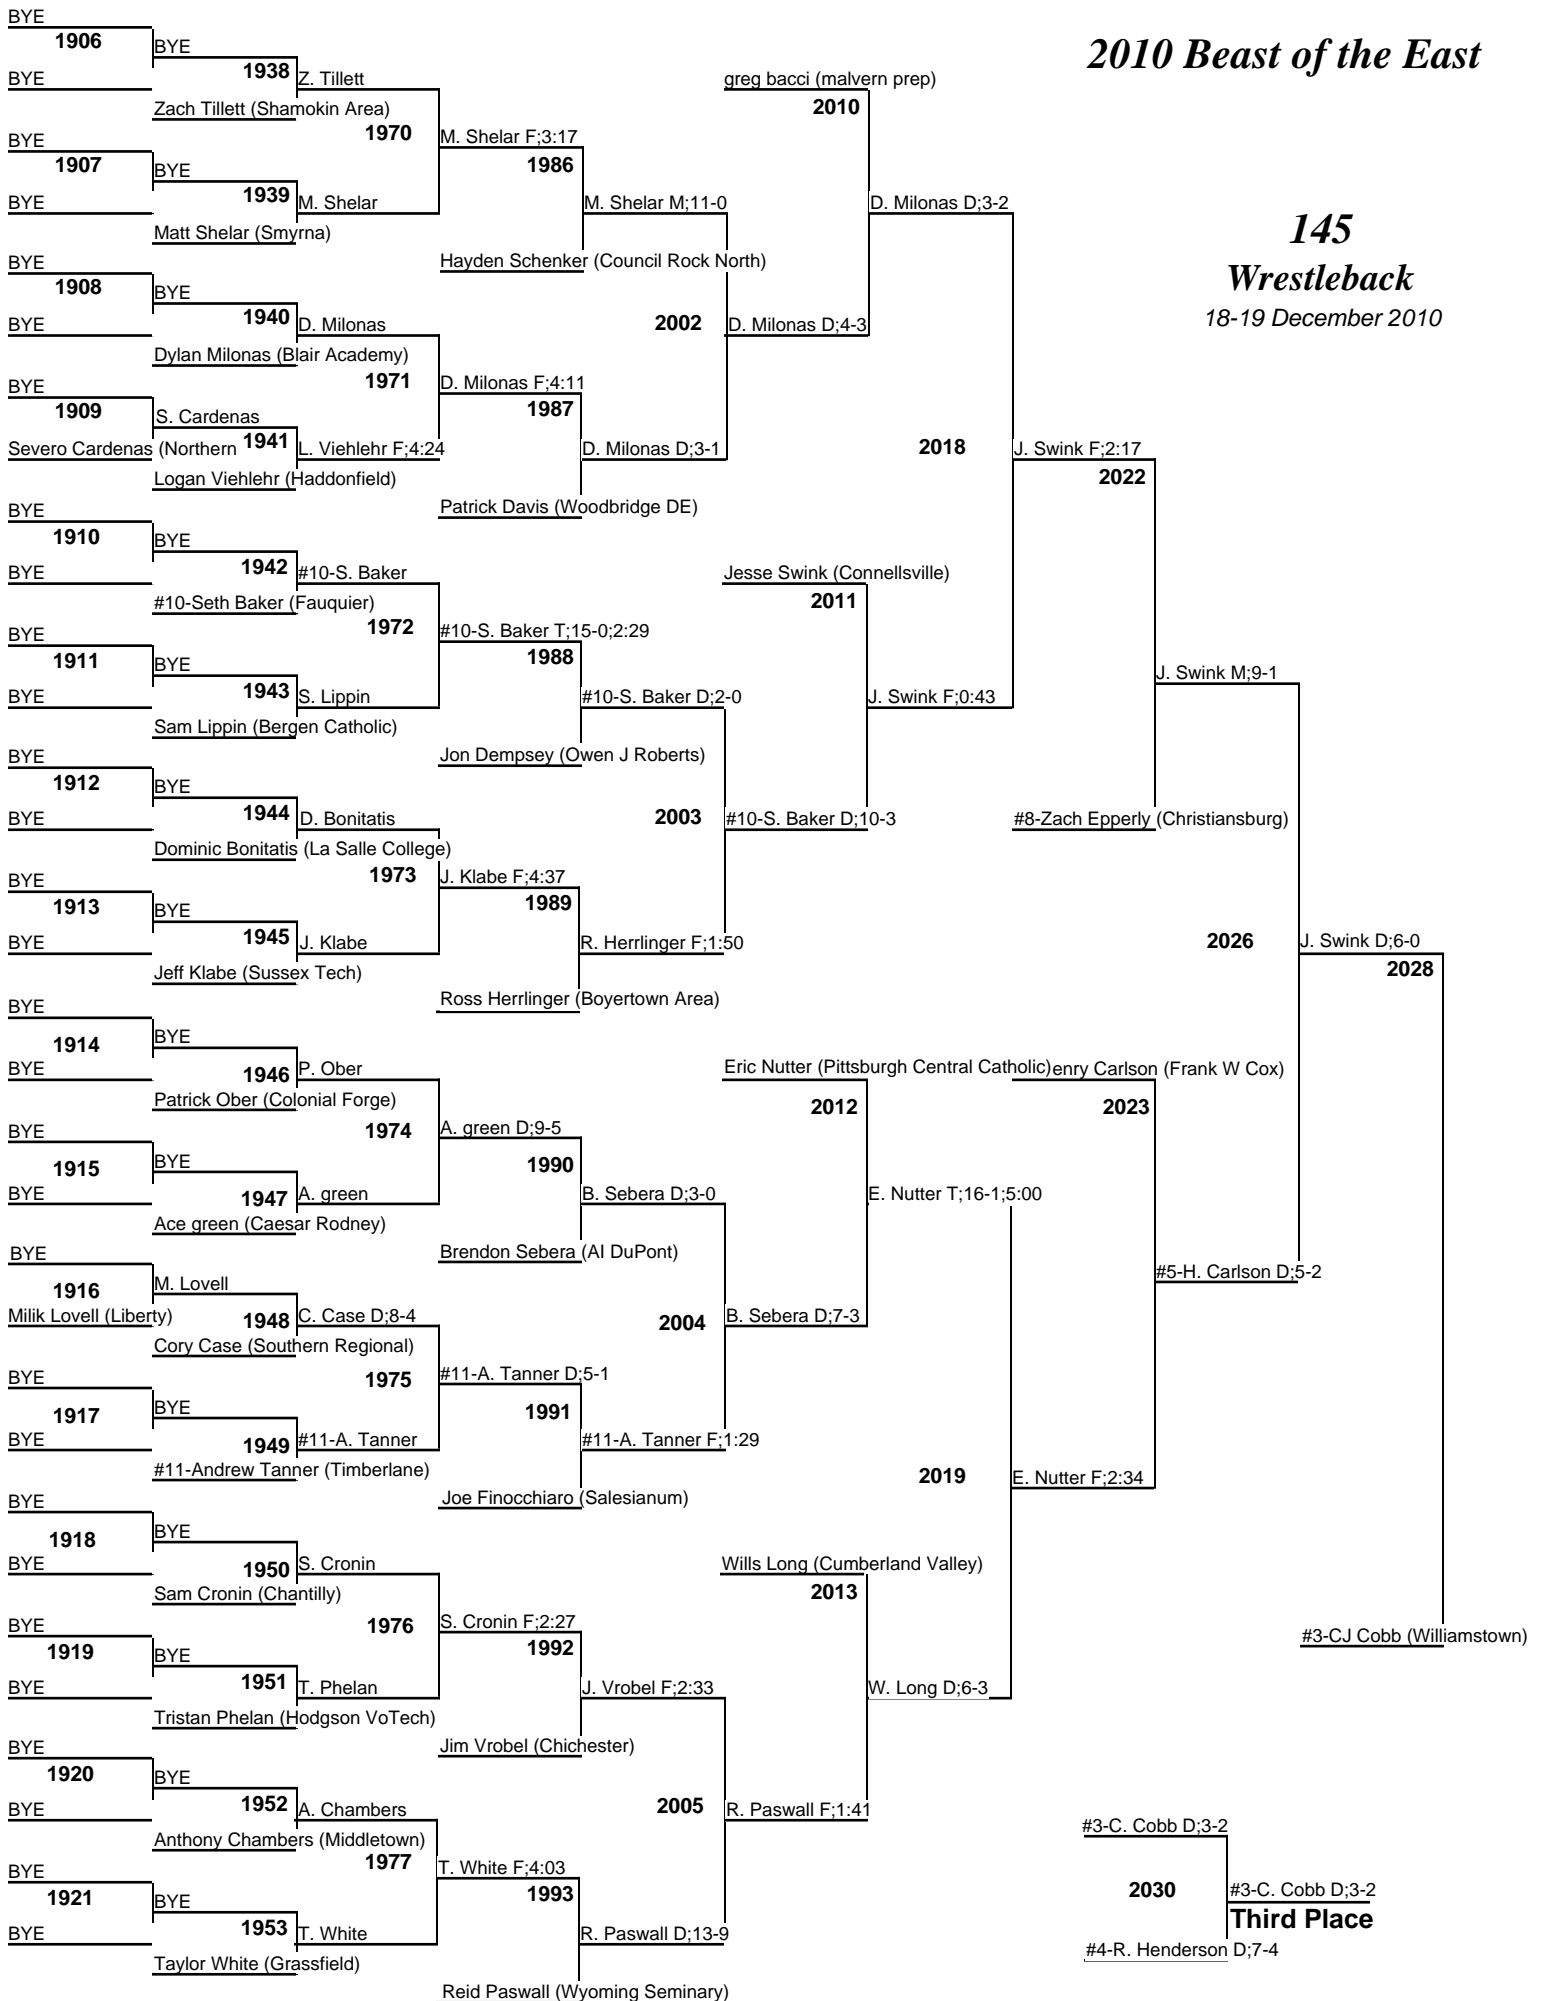 2010 Beast of the East
145
Wrestleback
18-19 December 2010
BYE
1906
BYE
BYE
1938
Z. Tillett
Zach Tillett (Shamokin Area)
1970
BYE
1907
BYE
BYE
1939
M. Shelar
Matt Shelar (Smyrna)
M. Shelar F;3:17
1986
M. Shelar M;11-0
Hayden Schenker (Council Rock North)
BYE
1908
BYE
BYE
1940
D. Milonas
Dylan Milonas (Blair Academy)
1971
BYE
1909
S. Cardenas
Severo Cardenas (Northern
1941
L. Viehlehr F;4:24
Logan Viehlehr (Haddonfield)
D. Milonas F;4:11
1987
D. Milonas D;3-1
Patrick Davis (Woodbridge DE)
2002
D. Milonas D;4-3
greg bacci (malvern prep)
2010
D. Milonas D;3-2
BYE
1910
BYE
BYE
1942
#10-S. Baker
#10-Seth Baker (Fauquier)
1972
BYE
1911
BYE
BYE
1943
S. Lippin
Sam Lippin (Bergen Catholic)
#10-S. Baker T;15-0;2:29
1988
#10-S. Baker D;2-0
Jon Dempsey (Owen J Roberts)
BYE
1912
BYE
BYE
1944
D. Bonitatis
Dominic Bonitatis (La Salle College)
1973
BYE
1913
BYE
BYE
1945
J. Klabe
Jeff Klabe (Sussex Tech)
J. Klabe F;4:37
1989
R. Herrlinger F;1:50
Ross Herrlinger (Boyertown Area)
2003
#10-S. Baker D;10-3
Jesse Swink (Connellsville)
2011
J. Swink F;0:43
2018
J. Swink F;2:17
2022
J. Swink M;9-1
#8-Zach Epperly (Christiansburg)
BYE
1914
BYE
BYE
1946
P. Ober
Patrick Ober (Colonial Forge)
1974
BYE
1915
BYE
BYE
1947
A. green
Ace green (Caesar Rodney)
A. green D;9-5
1990
B. Sebera D;3-0
Brendon Sebera (AI DuPont)
BYE
1916
M. Lovell
Milik Lovell (Liberty)
1948
C. Case D;8-4
Cory Case (Southern Regional)
1975
BYE
1917
BYE
BYE
1949
#11-A. Tanner
#11-Andrew Tanner (Timberlane)
#11-A. Tanner D;5-1
1991
#11-A. Tanner F;1:29
Joe Finocchiaro (Salesianum)
2004
B. Sebera D;7-3
Eric Nutter (Pittsburgh Central Catholic)
2012
E. Nutter T;16-1;5:00
BYE
1918
BYE
BYE
1950
S. Cronin
Sam Cronin (Chantilly)
1976
BYE
1919
BYE
BYE
1951
T. Phelan
Tristan Phelan (Hodgson VoTech)
S. Cronin F;2:27
1992
J. Vrobel F;2:33
Jim Vrobel (Chichester)
BYE
1920
BYE
BYE
1952
A. Chambers
Anthony Chambers (Middletown)
1977
BYE
1921
BYE
BYE
1953
T. White
Taylor White (Grassfield)
T. White F;4:03
1993
R. Paswall D;13-9
Reid Paswall (Wyoming Seminary)
2005
R. Paswall F;1:41
Wills Long (Cumberland Valley)
2013
W. Long D;6-3
2019
E. Nutter F;2:34
enry Carlson (Frank W Cox)
2023
#5-H. Carlson D;5-2
2026
J. Swink D;6-0
2028
#3-CJ Cobb (Williamstown)
#3-C. Cobb D;3-2
2030
#3-C. Cobb D;3-2
Third Place
#4-R. Henderson D;7-4